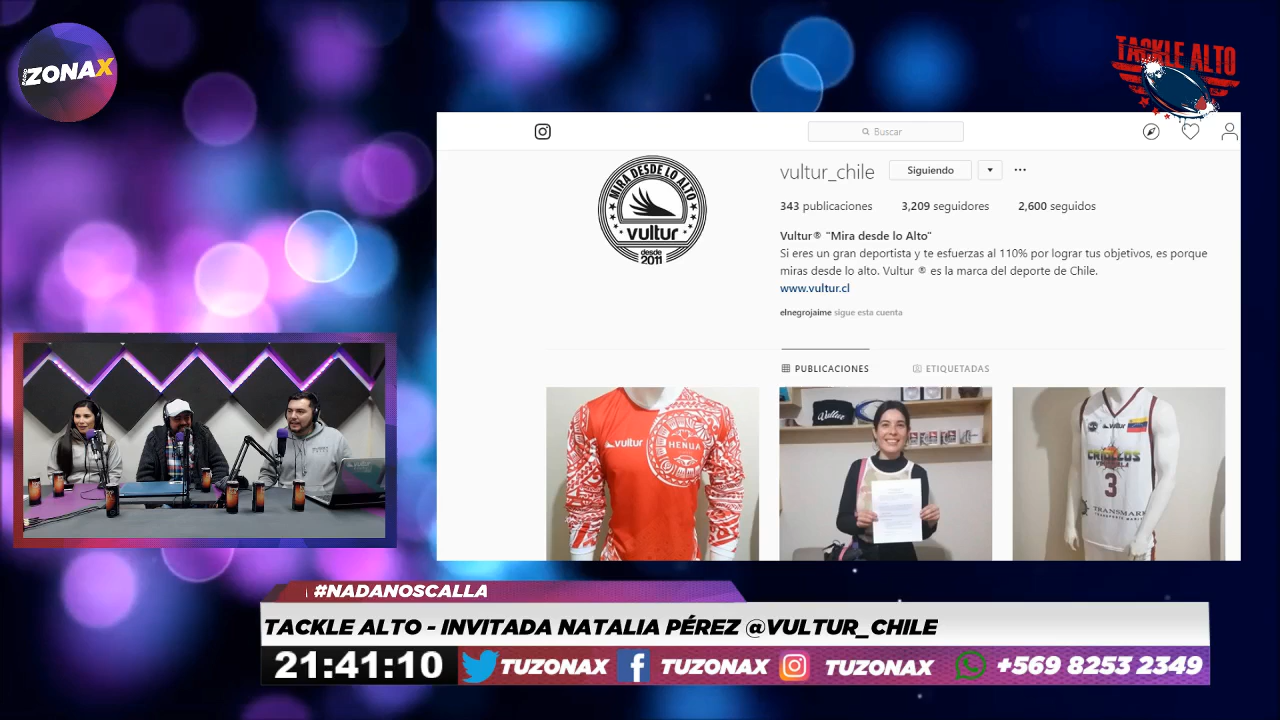 RADIO
ZONAX
TACKLE ALTO
Buscar
MIRA DESDE LO ALTO
vultur
desde
2011
vultur_chile
Siguiendo
343 publicaciones
3,209 seguidores
2,600 seguidos
Vultur® "Mira desde lo Alto"
Si eres un gran deportista y te esfuerzas al 110% por lograr tus objetivos, es porque
miras desde lo alto. Vultur ® es la marca del deporte de Chile.
www.vultur.cl
elnegrojaime sigue esta cuenta
PUBLICACIONES
ETIQUETADAS
vultur
HENUA
Vultur
vultur
CRIOLLOS
3
TRANSMARK
#NADANOSCALLA
TACKLE ALTO - INVITADA NATALIA PÉREZ @VULTUR_CHILE
21:41:10
TUZONAX
TUZONAX
TUZONAX
+569 8253 2349